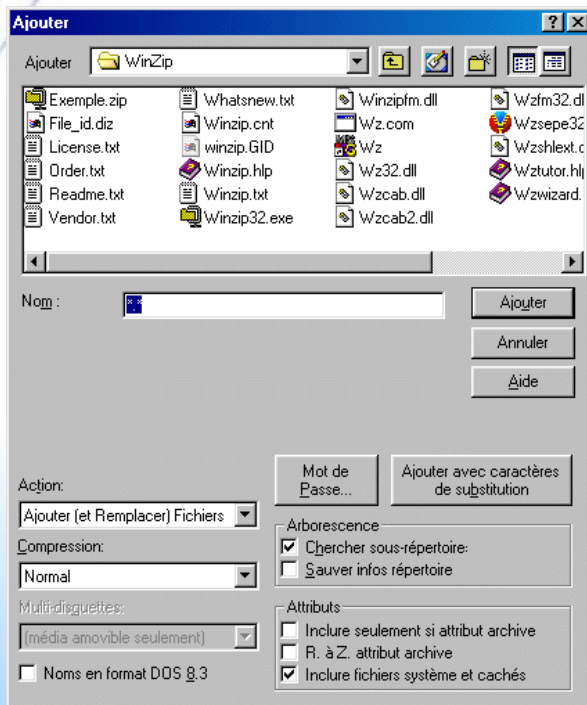 Ajouter
Ajouter WinZip
Exemple.zip Whatsnew.txt Winzipfm.dll Wzfm32.dl
File_id.diz Winzip.cnt Wz.com Wzsepe32
License.txt winzip.GID Wz Wzshlext.c
Order.txt Winzip.hlp Wz32.dll Wztutor.hlp
Readme.txt Winzip.txt Wzcab.dll Wzwizard.
Vendor.txt Winzip32.exe Wzcab2.dll
Nom : *.* Ajouter
Annuler
Aide
Mot de Passe...
Ajouter avec caractères de substitution
Action:
Ajouter (et Remplacer) Fichiers
Arborescence
Chercher sous-répertoire:
Sauver infos répertoire
Compression:
Normal
Multi-disguettes:
(média amovible seulement)
Noms en format DOS 8.3
Attributs
Inclure seulement si attribut archive
R. à Z. attribut archive
Inclure fichiers système et cachés